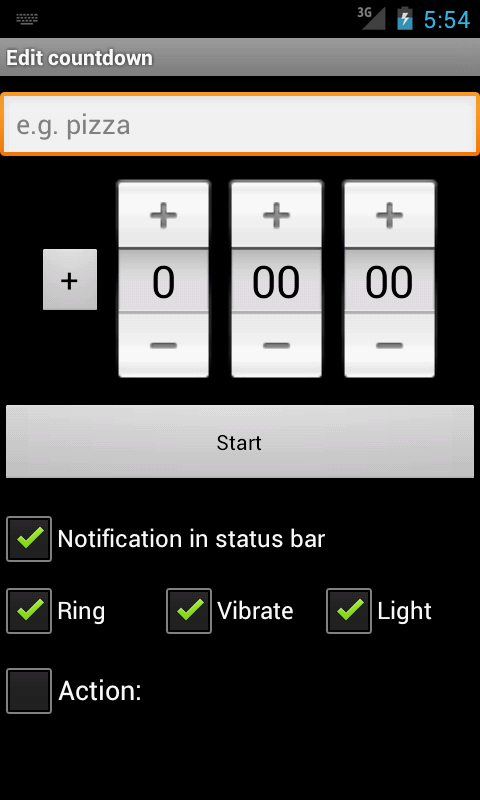 3G 5:54
Edit countdown
e.g. pizza
+ + +
+ 0 00 00
− − −
Start
Notification in status bar
Ring Vibrate Light
Action: